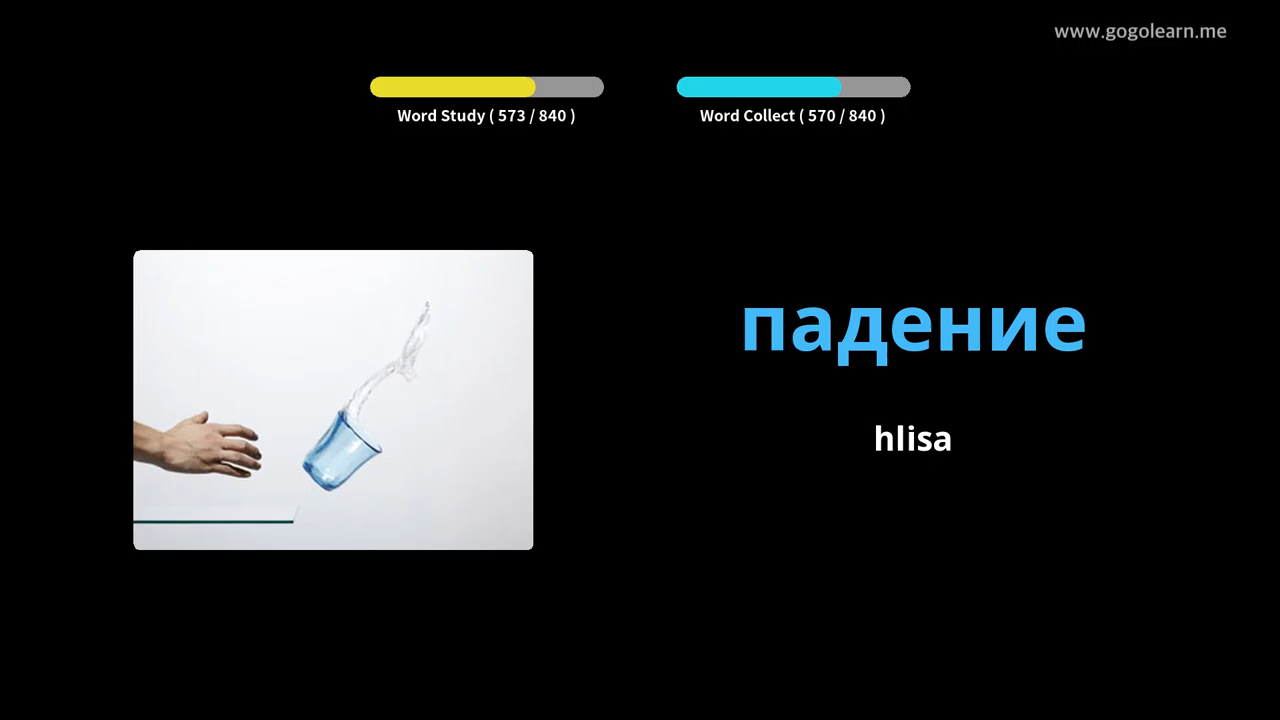 www.gogolearn.me
Word Study ( 573 / 840 )
Word Collect ( 570 / 840 )
падение
hlisa